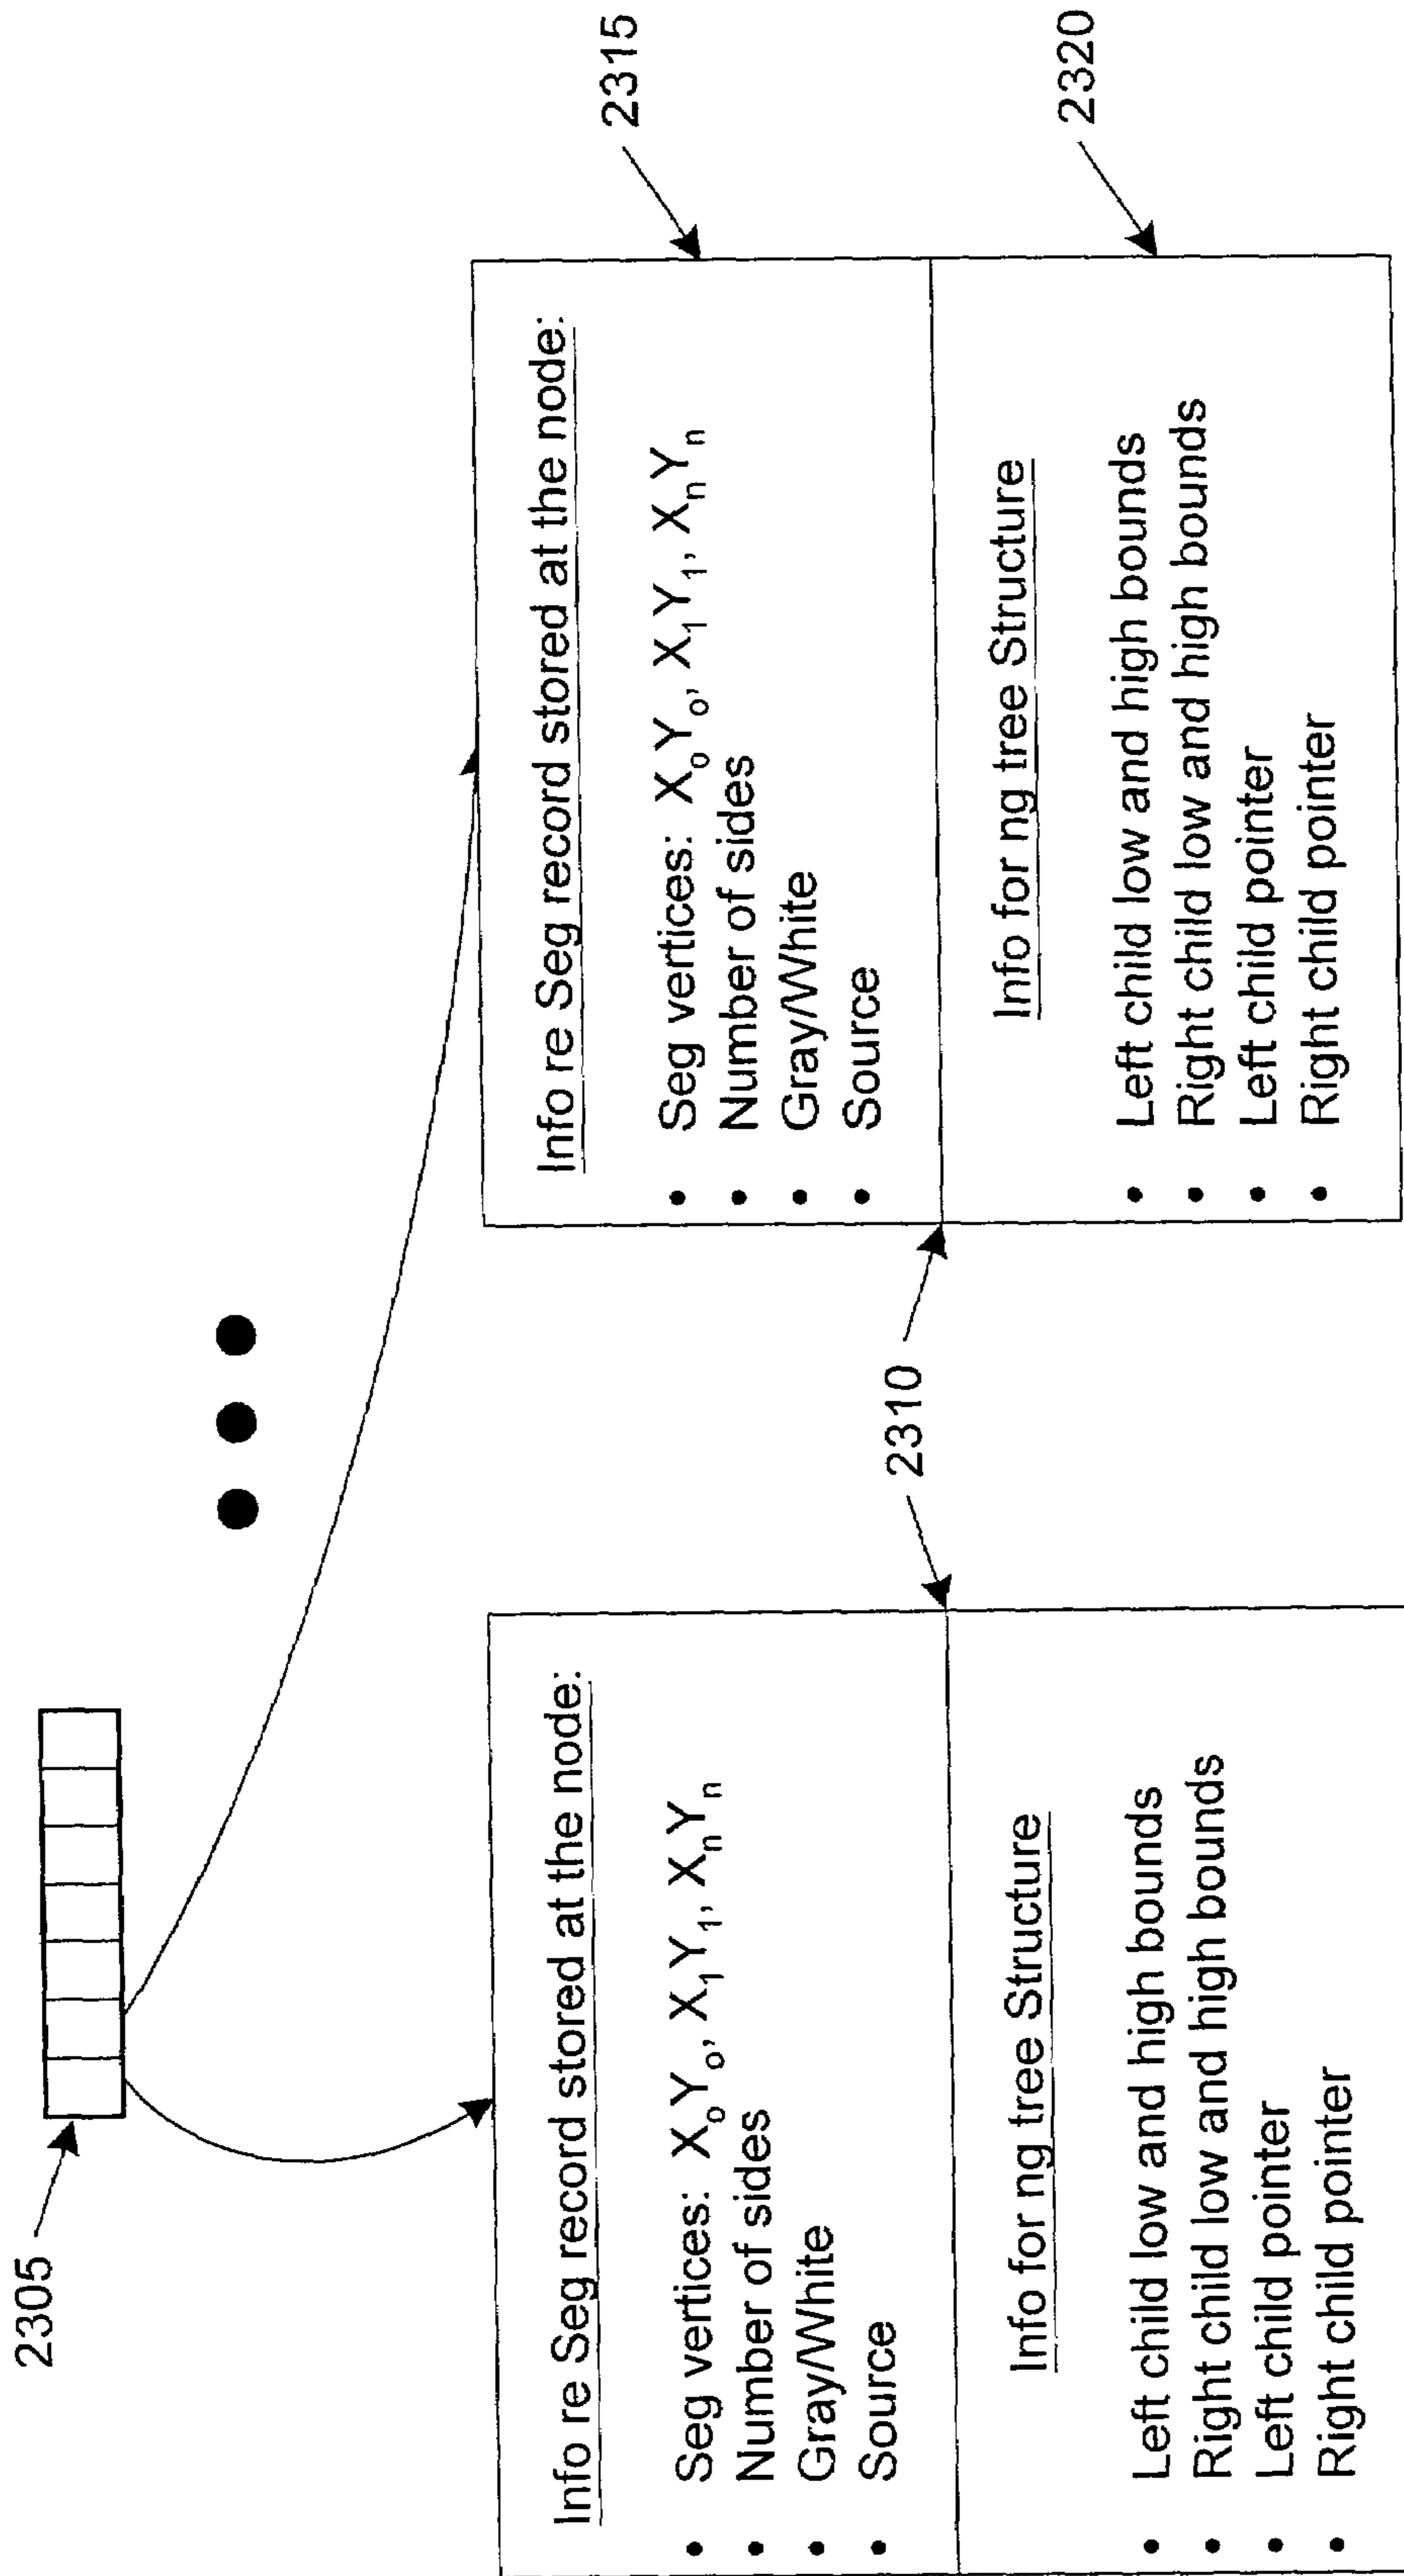 2305
Info re Seg record stored at the node:
• Seg vertices: XoYo, X1Y1, XnYn
• Number of sides
• Gray/White
• Source
Info for ng tree Structure
• Left child low and high bounds
• Right child low and high bounds
• Left child pointer
• Right child pointer
2310
Info re Seg record stored at the node:
• Seg vertices: XoYo, X1Y1, XnYn
• Number of sides
• Gray/White
• Source
Info for ng tree Structure
• Left child low and high bounds
• Right child low and high bounds
• Left child pointer
• Right child pointer
2315
2320